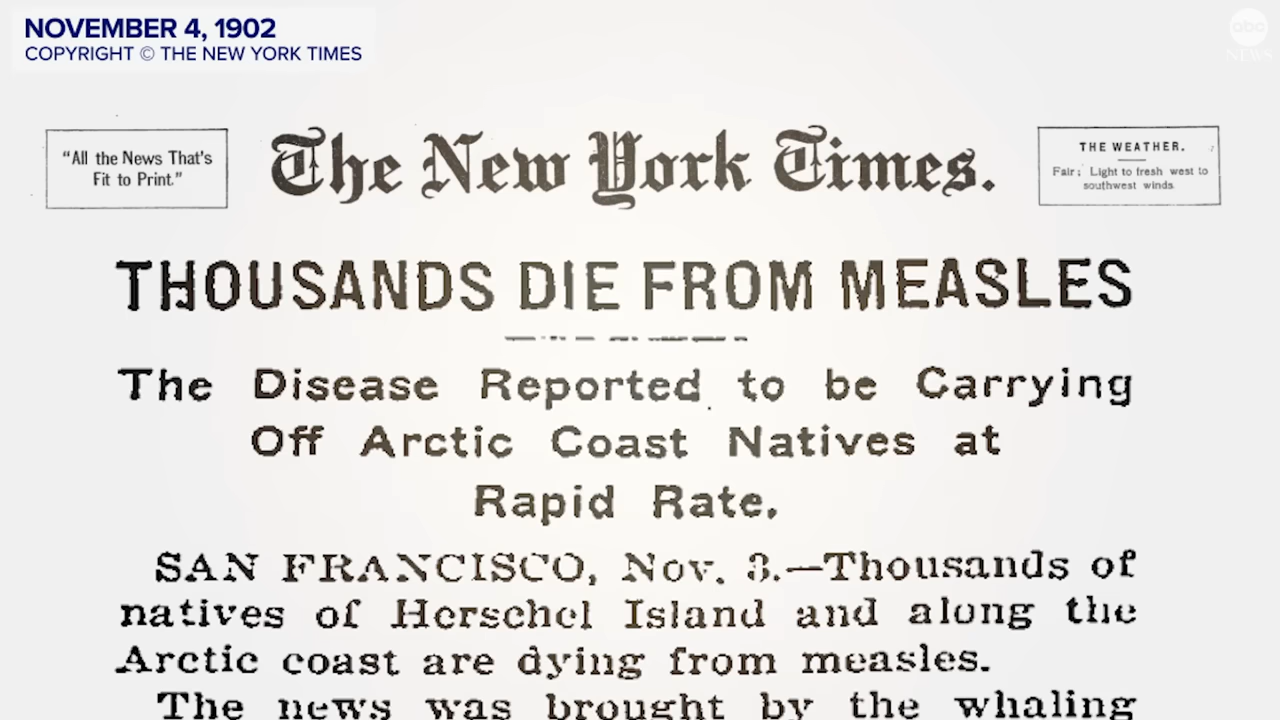 NOVEMBER 4, 1902
COPYRIGHT © THE NEW YORK TIMES
abc
NEWS
"All the News That's
Fit to Print."
The New York Times.
THE WEATHER.
Fair; Light to fresh west to
southwest winds.
THOUSANDS DIE FROM MEASLES
The Disease Reported to be Carrying
Off Arctic Coast Natives at
Rapid Rate.
SAN FRANCISCO, Nov. 3.—Thousands of
natives of Herschel Island and along the
Arctic coast are dying from measles.
The news was brought by the whaling